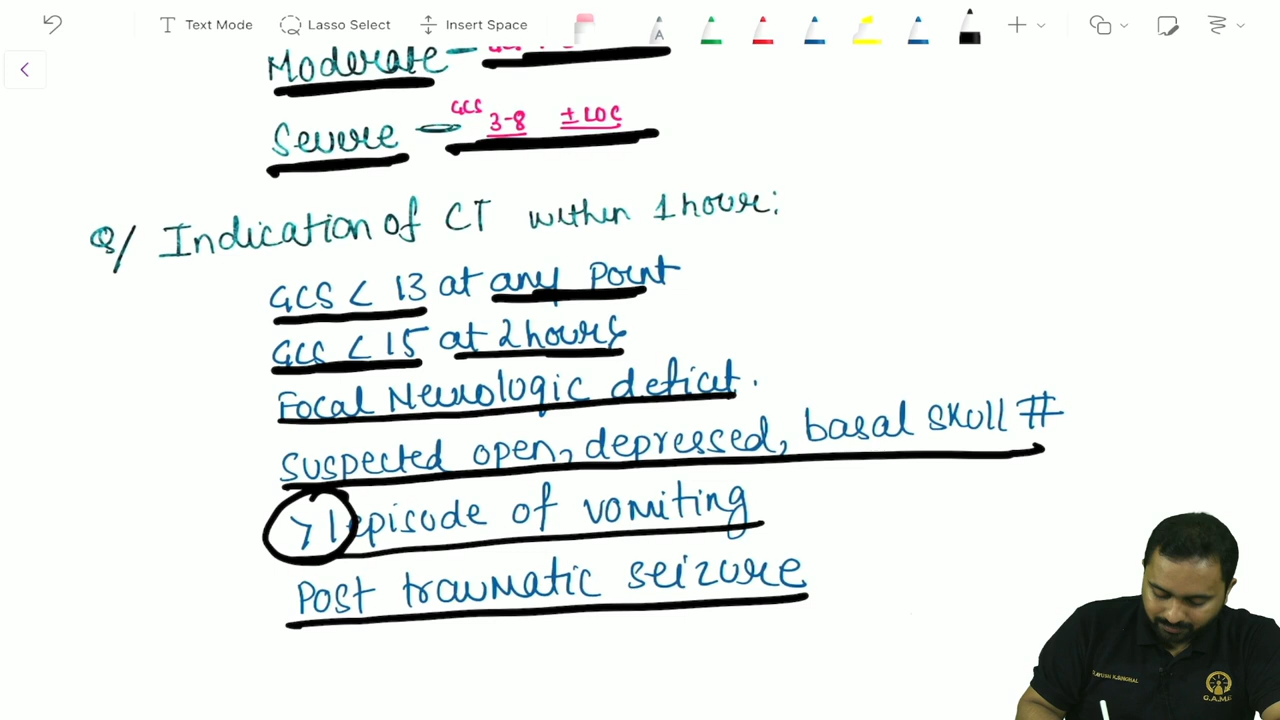 Text Mode Lasso Select Insert Space
Moderate -
Severe - GCS 3-8 ± LOC
Q/ Indication of CT within 1 hour:
GCS < 13 at any Point
GCS < 15 at 2 hours
Focal Neurologic deficit.
Suspected open, depressed, basal skull #
>1 episode of vomiting
Post traumatic seizure
G.A.M.E